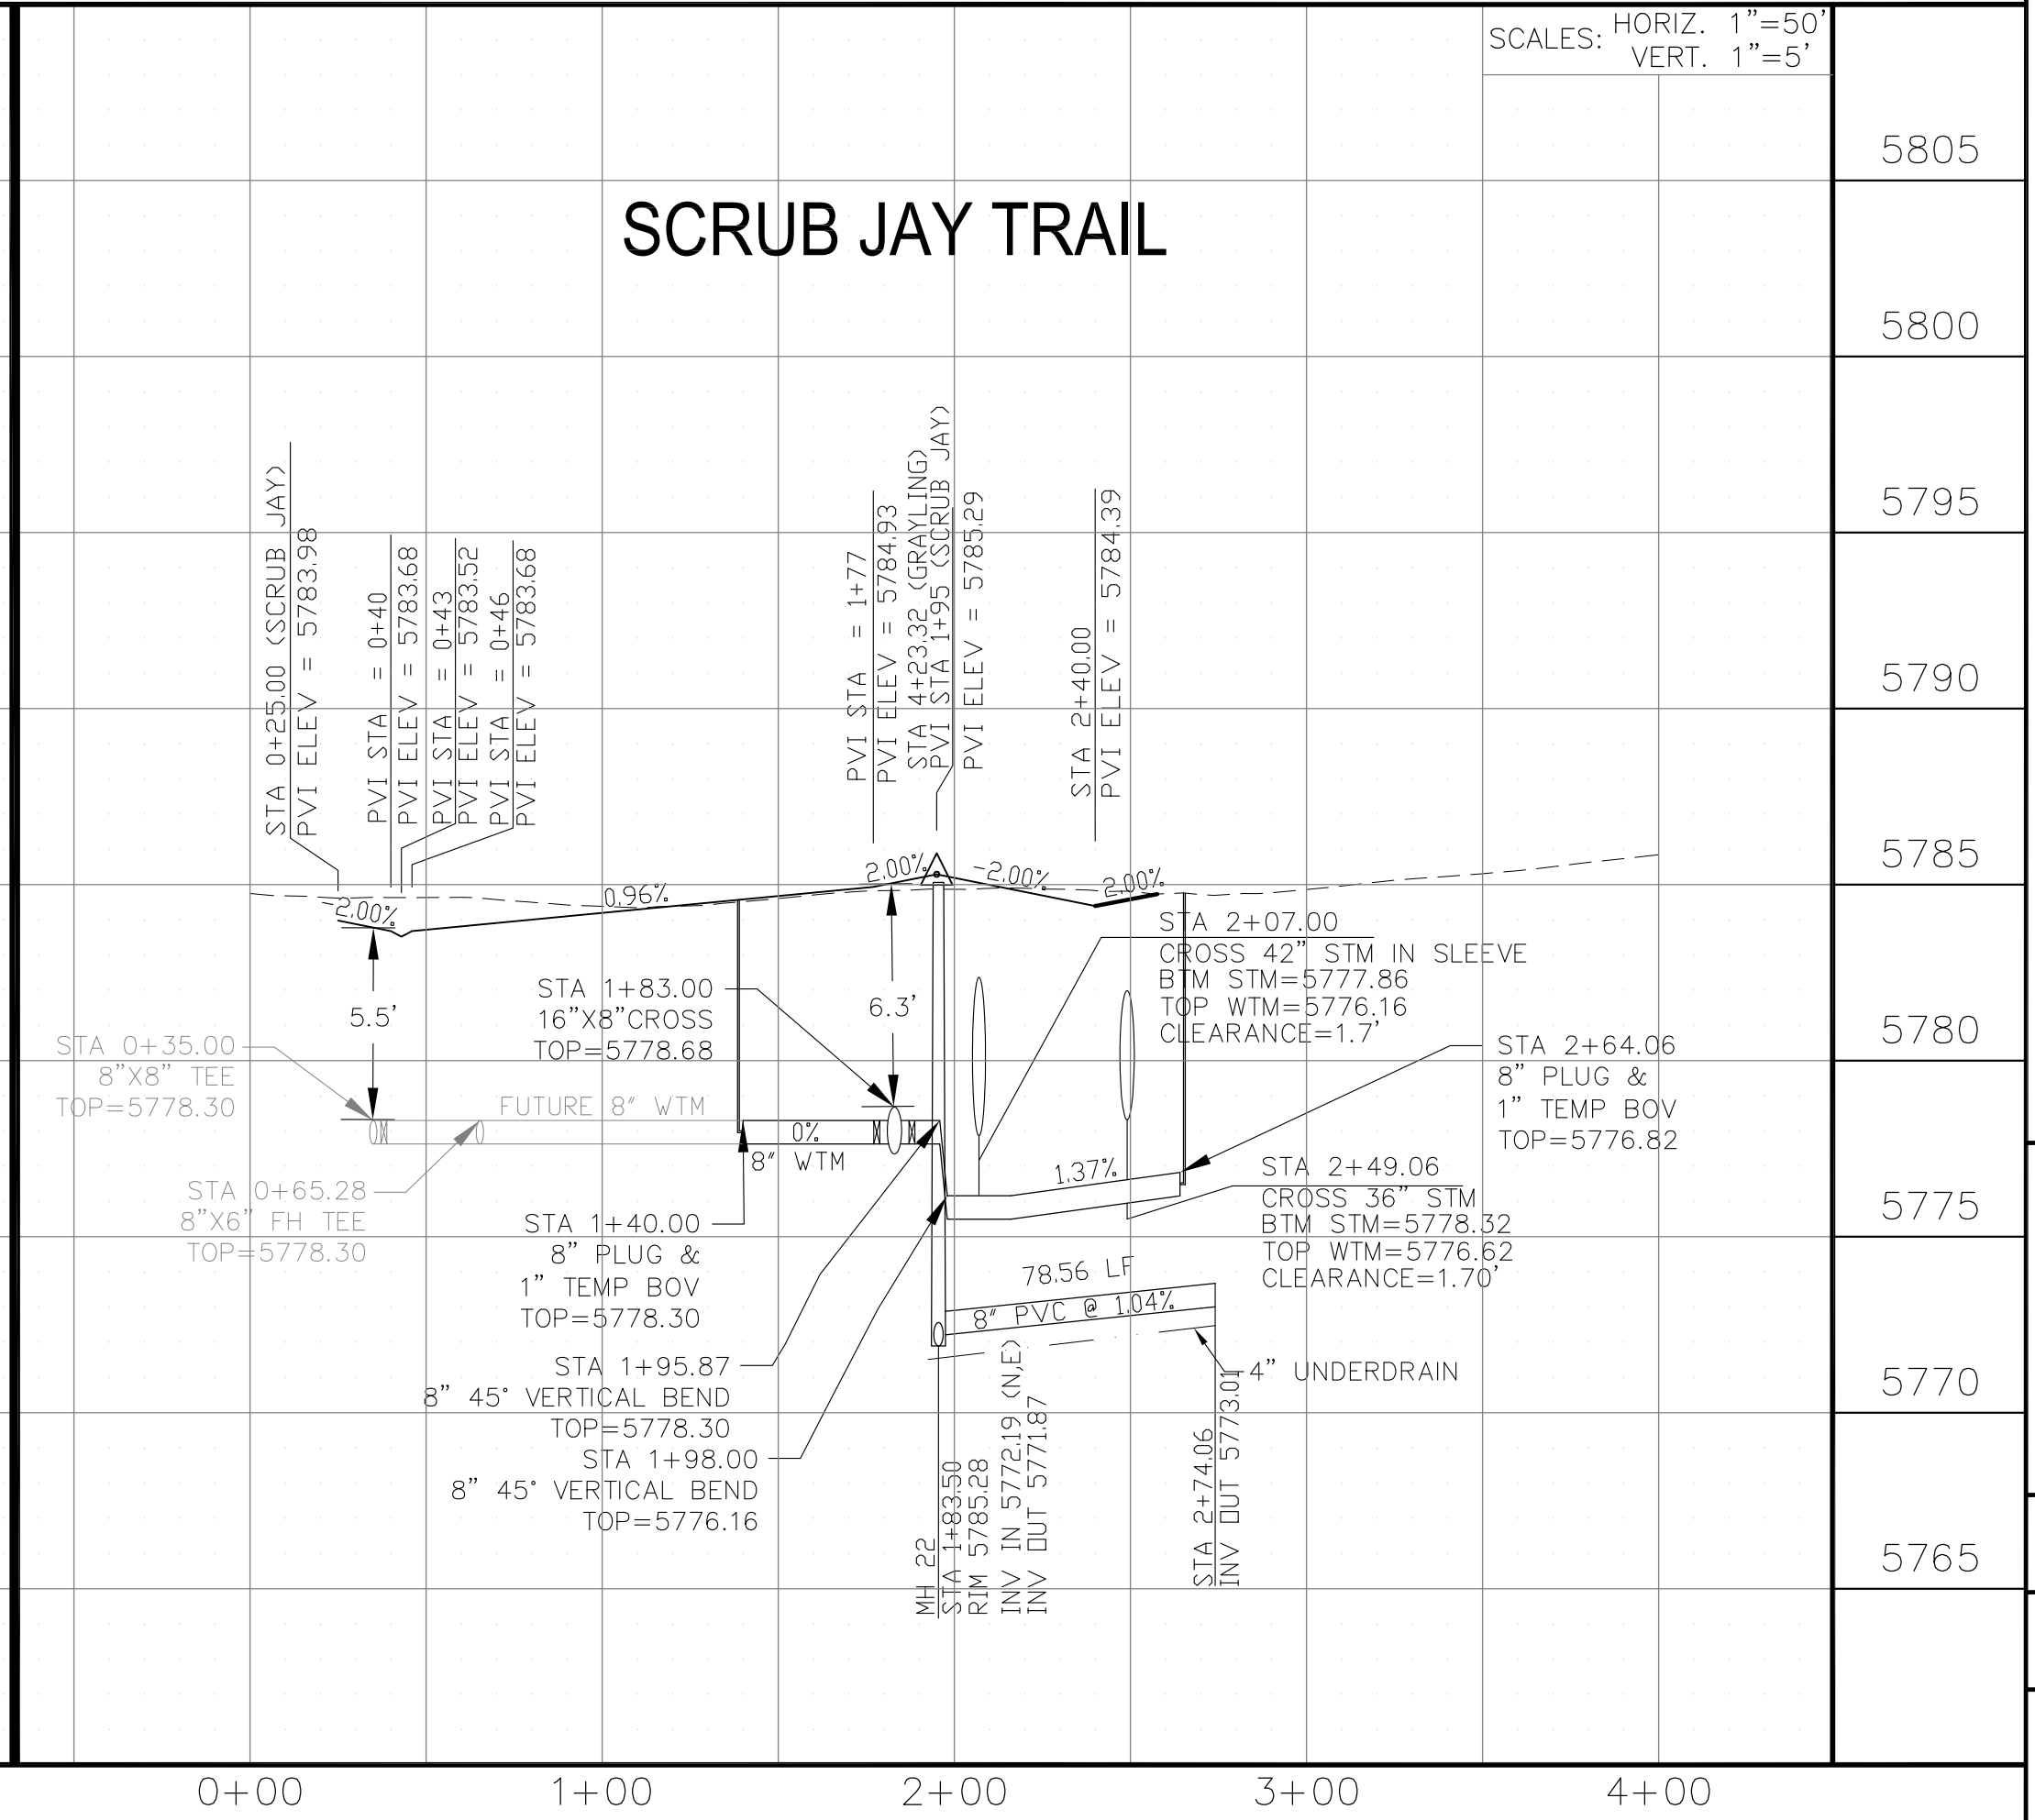 SCALES: HORIZ. 1"=50'
VERT. 1"=5'
SCRUB JAY TRAIL
5805
5800
5795
5790
5785
5780
5775
5770
5765
STA 0+25.00 (SCRUB JAY)
PVI ELEV = 5783.98
PVI STA = 0+40
PVI ELEV = 5783.68
PVI STA = 0+43
PVI ELEV = 5783.52
PVI STA = 0+46
PVI ELEV = 5783.68
PVI STA = 1+77
PVI ELEV = 5784.93
STA 4+23.32 (GRAYLING)
PVI STA 1+95 (SCRUB JAY)
PVI ELEV = 5785.29
STA 2+40.00
PVI ELEV = 5784.39
-2.00%
0.96%
2.00%
-2.00%
2.00%
5.5'
6.3'
STA 0+35.00
8"X8" TEE
TOP=5778.30
FUTURE 8" WTM
STA 0+65.28
8"X6" FH TEE
TOP=5778.30
STA 1+83.00
16"X8"CROSS
TOP=5778.68
0%
8" WTM
STA 1+40.00
8" PLUG &
1" TEMP BOV
TOP=5778.30
STA 1+95.87
8" 45° VERTICAL BEND
TOP=5778.30
STA 1+98.00
8" 45° VERTICAL BEND
TOP=5776.16
STA 2+07.00
CROSS 42" STM IN SLEEVE
BTM STM=5777.86
TOP WTM=5776.16
CLEARANCE=1.7'
STA 2+64.06
8" PLUG &
1" TEMP BOV
TOP=5776.82
1.37%
STA 2+49.06
CROSS 36" STM
BTM STM=5778.32
TOP WTM=5776.62
CLEARANCE=1.70'
78.56 LF
8" PVC @ 1.04%
4" UNDERDRAIN
MH 22
STA 1+83.50
RIM 5785.28
INV IN 5772.19 (N,E)
INV OUT 5771.87
STA 2+74.06
INV OUT 5773.01
0+00
1+00
2+00
3+00
4+00